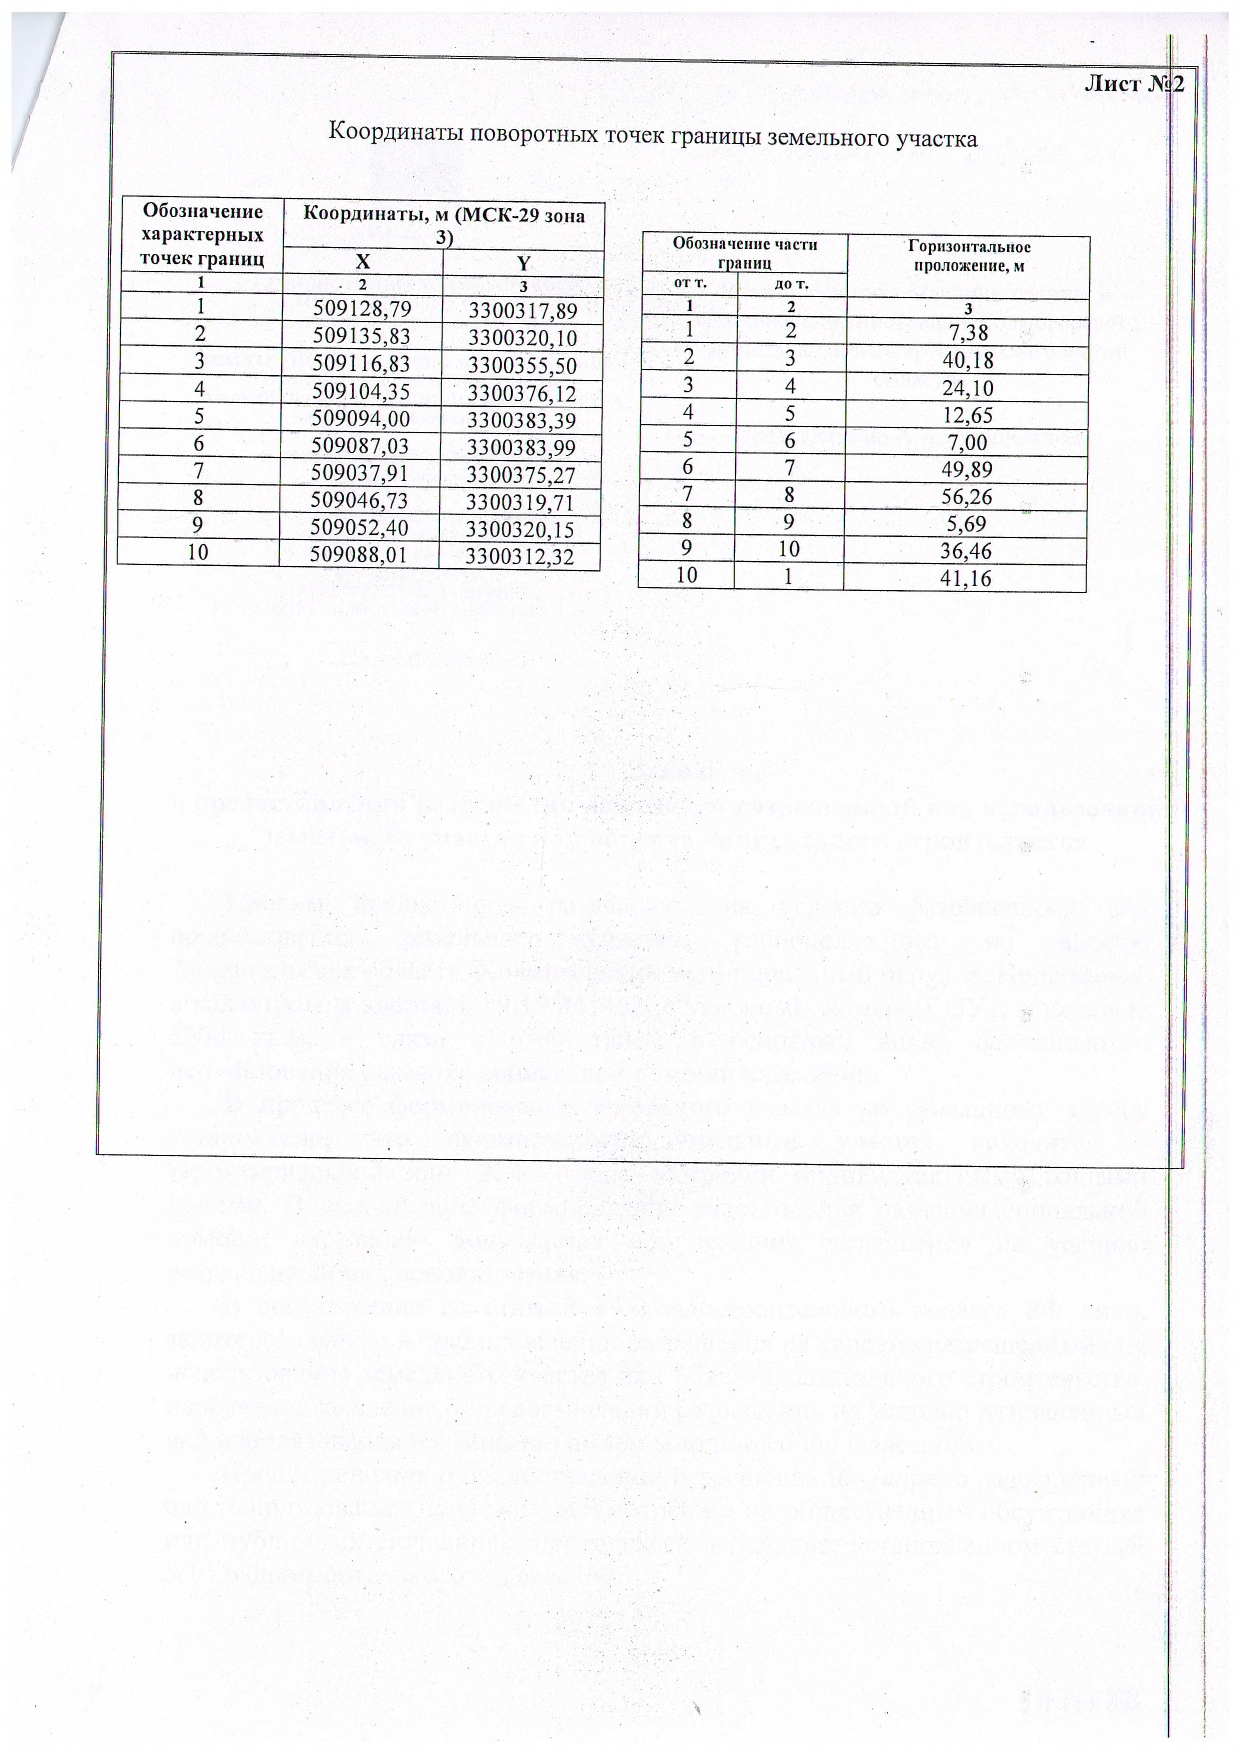 Лист №2
Координаты поворотных точек границы земельного участка
Обозначение характерных точек границ Координаты, м (МСК-29 зона 3)
X Y
1 2 3
1 509128,79 3300317,89
2 509135,83 3300320,10
3 509116,83 3300355,50
4 509104,35 3300376,12
5 509094,00 3300383,39
6 509087,03 3300383,99
7 509037,91 3300375,27
8 509046,73 3300319,71
9 509052,40 3300320,15
10 509088,01 3300312,32
Обозначение части границ Горизонтальное проложение, м
от т. до т.
1 2 3
1 2 7,38
2 3 40,18
3 4 24,10
4 5 12,65
5 6 7,00
6 7 49,89
7 8 56,26
8 9 5,69
9 10 36,46
10 1 41,16